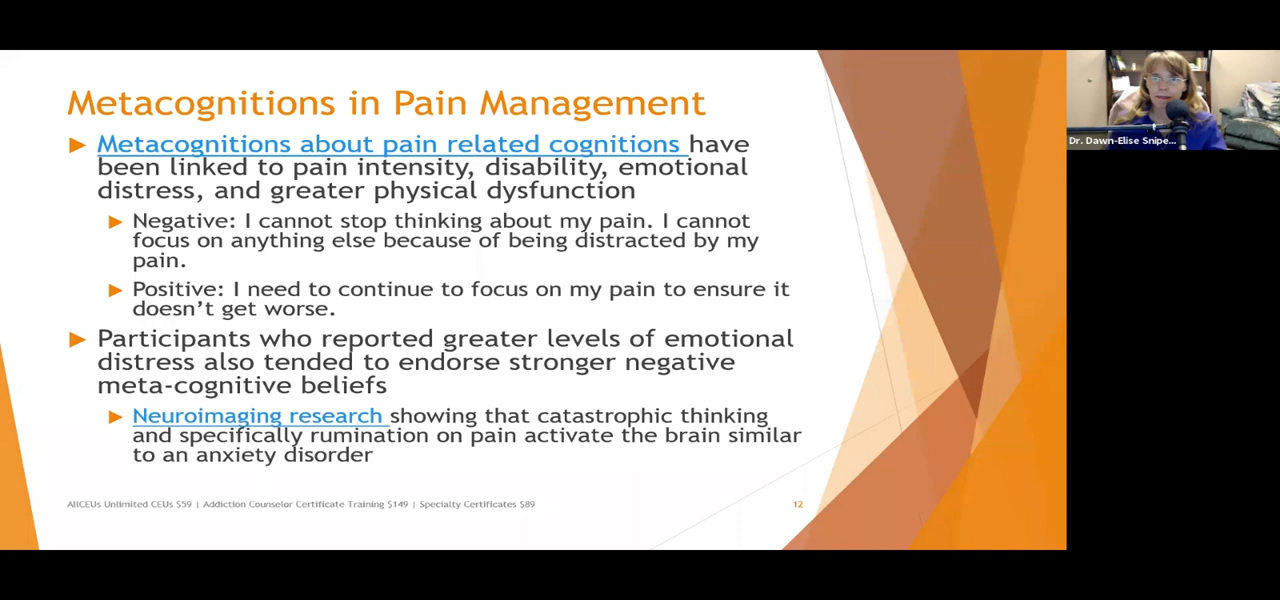 Metacognitions in Pain Management
Metacognitions about pain related cognitions have
been linked to pain intensity, disability, emotional
distress, and greater physical dysfunction
Negative: I cannot stop thinking about my pain. I cannot
focus on anything else because of being distracted by my
pain.
Positive: I need to continue to focus on my pain to ensure it
doesn’t get worse.
Participants who reported greater levels of emotional
distress also tended to endorse stronger negative
meta-cognitive beliefs
Neuroimaging research showing that catastrophic thinking
and specifically rumination on pain activate the brain similar
to an anxiety disorder
AllCEUs Unlimited CEUs $59 | Addiction Counselor Certificate Training $149 | Specialty Certificates $89
12
Dr. Dawn-Elise Snipe...